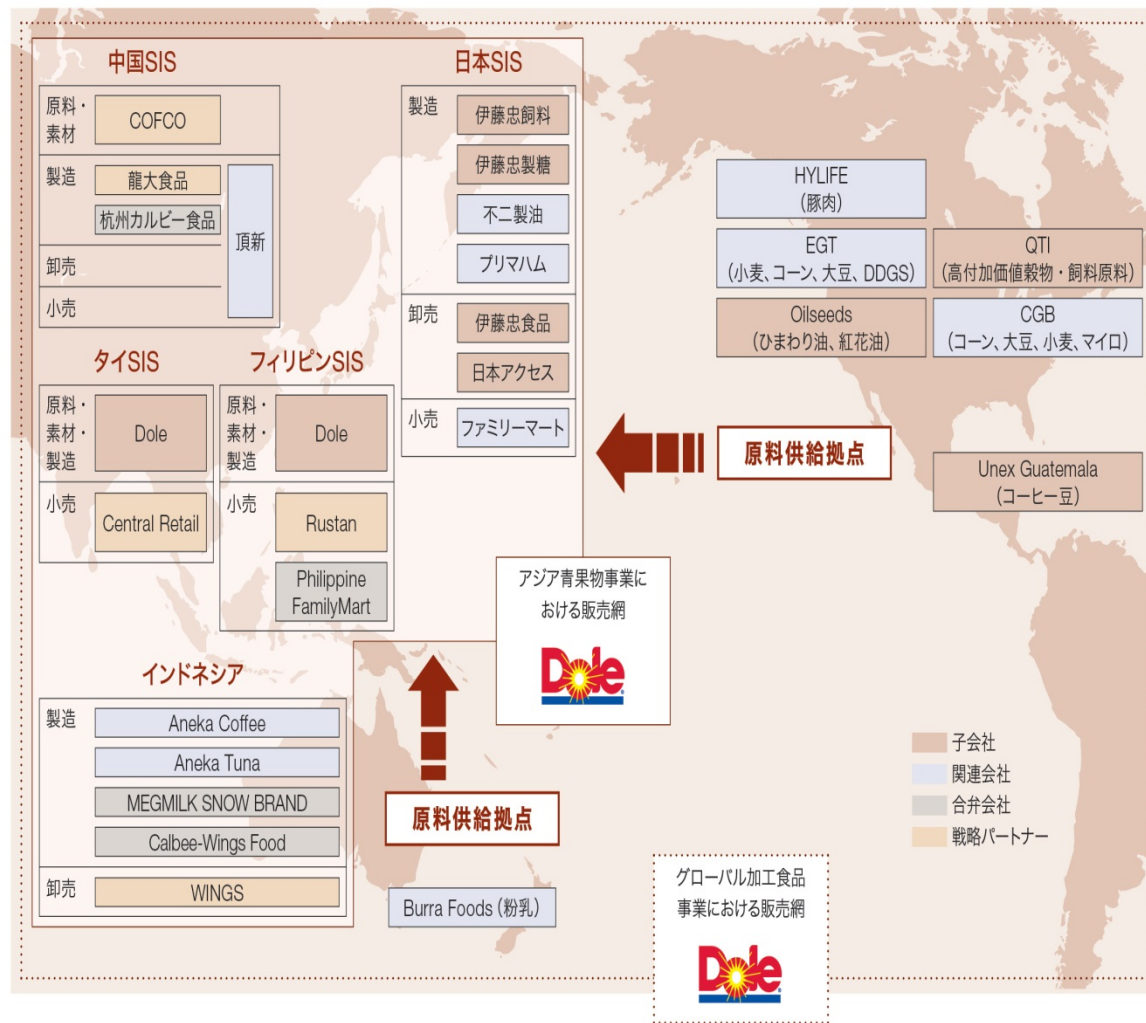 中国SIS
原料・
素材
COFCO
製造
龍大食品
杭州カルビー食品
頂新
卸売
小売
日本SIS
製造
伊藤忠飼料
伊藤忠製糖
不二製油
プリマハム
卸売
伊藤忠食品
日本アクセス
小売
ファミリーマート
タイSIS
原料・
素材・
製造
Dole
小売
Central Retail
フィリピンSIS
原料・
素材・
製造
Dole
小売
Rustan
Philippine
FamilyMart
インドネシア
製造
Aneka Coffee
Aneka Tuna
MEGMILK SNOW BRAND
Calbee-Wings Food
卸売
WINGS
HYLIFE
(豚肉)
EGT
(小麦、コーン、大豆、DDGS)
QTI
(高付加価値穀物・飼料原料)
Oilseeds
(ひまわり油、紅花油)
CGB
(コーン、大豆、小麦、マイロ)
原料供給拠点
Unex Guatemala
(コーヒー豆)
アジア青果物事業に
おける販売網
Dole
原料供給拠点
Burra Foods (粉乳)
子会社
関連会社
合弁会社
戦略パートナー
グローバル加工食品
事業における販売網
Dole